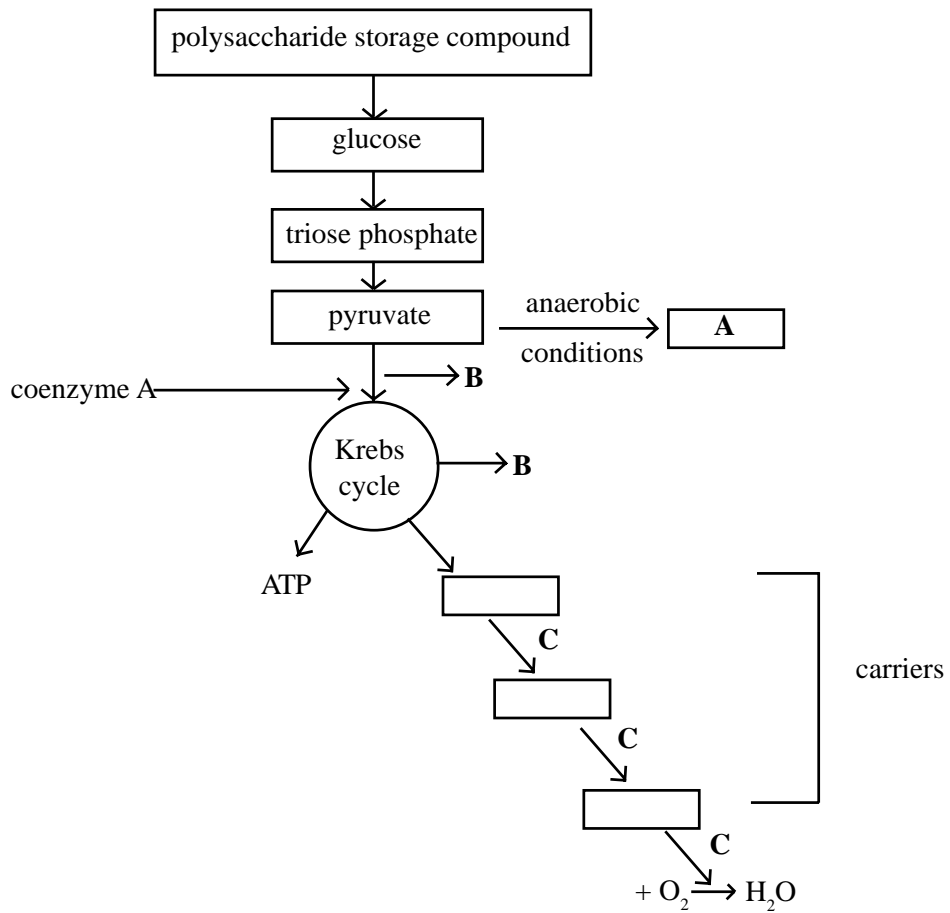 polysaccharide storage compound
glucose
triose phosphate
pyruvate
anaerobic
conditions
A
B
coenzyme A
Krebs
cycle
B
ATP
C
carriers
C
C
+ O₂ → H₂O